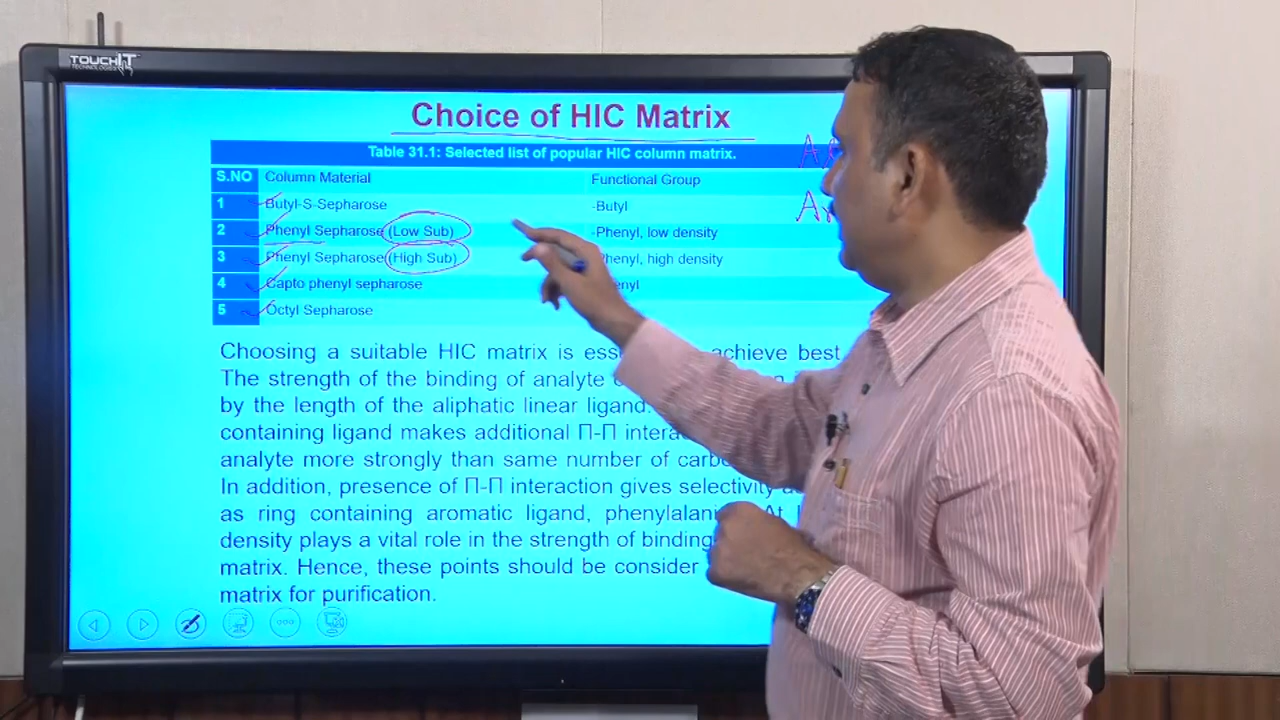 TOUCHIT
TECHNOLOGIES
Choice of HIC Matrix
Table 31.1: Selected list of popular HIC column matrix.
S.NO Column Material Functional Group
1 Butyl-S-Sepharose -Butyl
2 Phenyl Sepharose (Low Sub) -Phenyl, low density
3 Phenyl Sepharose (High Sub) Phenyl, high density
4 Capto phenyl sepharose
5 Octyl Sepharose
Choosing a suitable HIC matrix is achieve best
The strength of the binding of analyte
by the length of the aliphatic linear ligand.
containing ligand makes additional Π-Π
analyte more strongly than same number of
In addition, presence of Π-Π interaction gives selectivity
as ring containing aromatic ligand, At
density plays a vital role in the strength of binding
matrix. Hence, these points should be consider
matrix for purification.